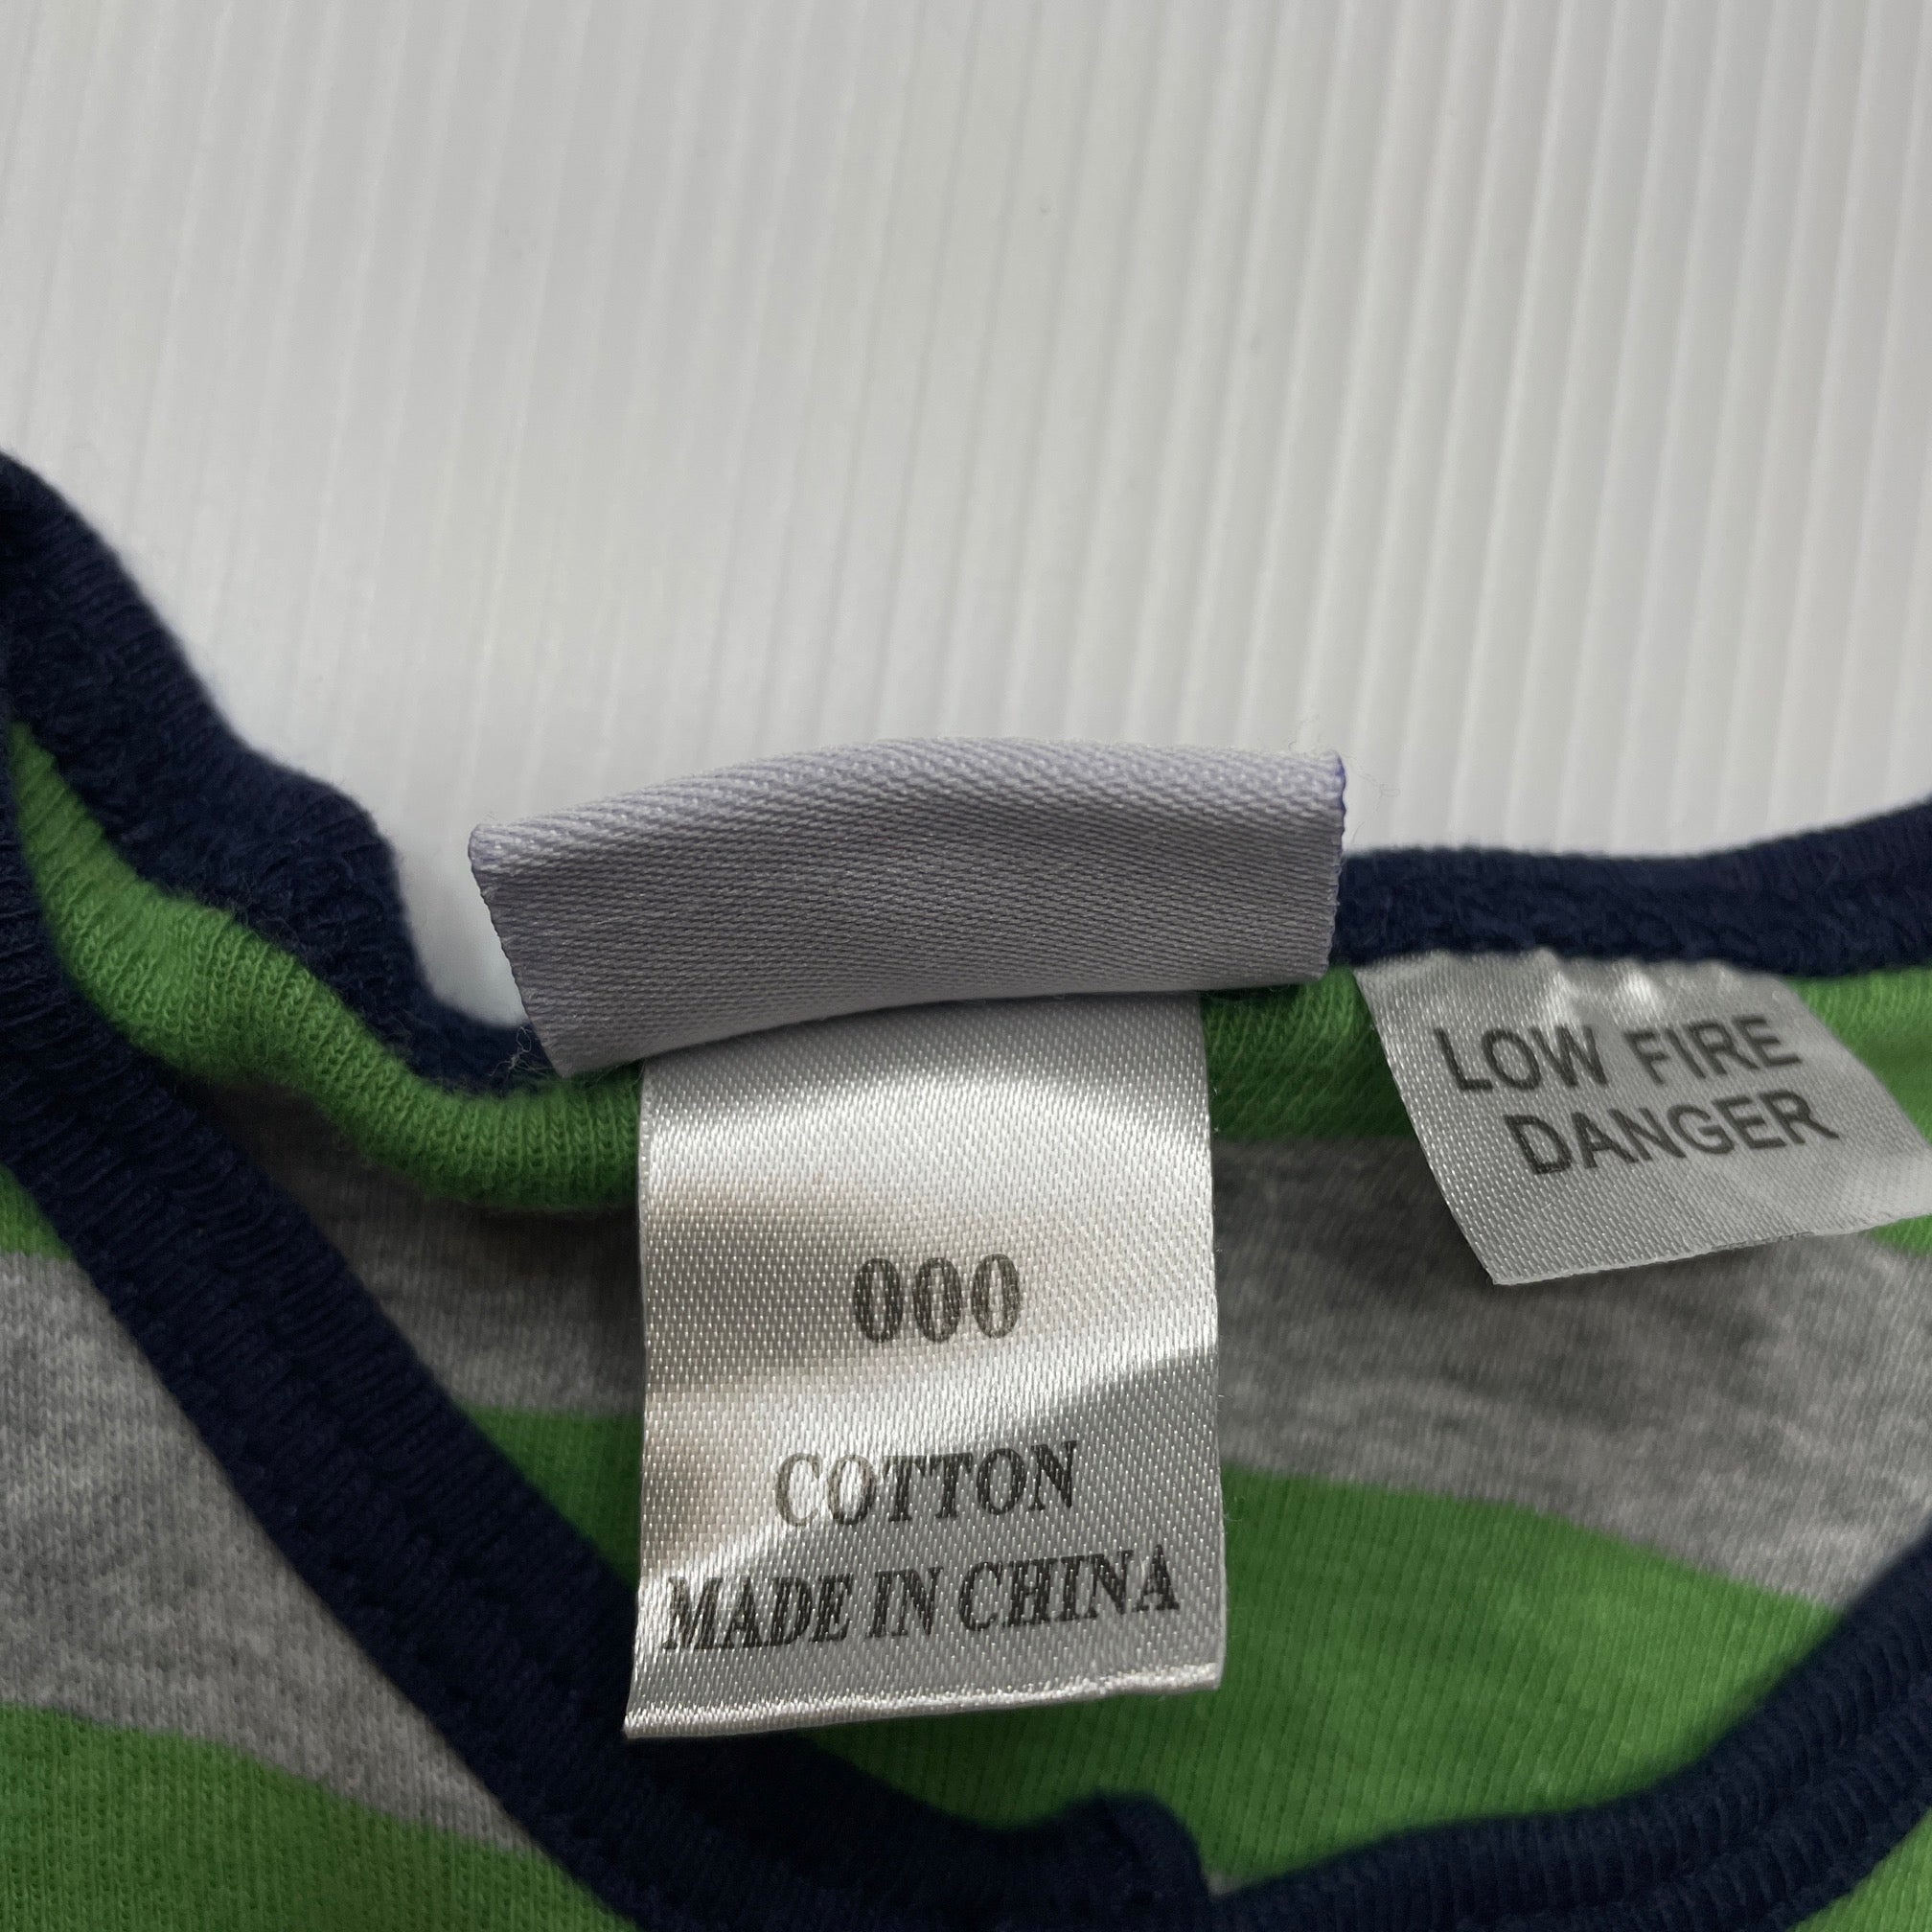 LOW FIRE
DANGER
000
COTTON
MADE IN CHINA